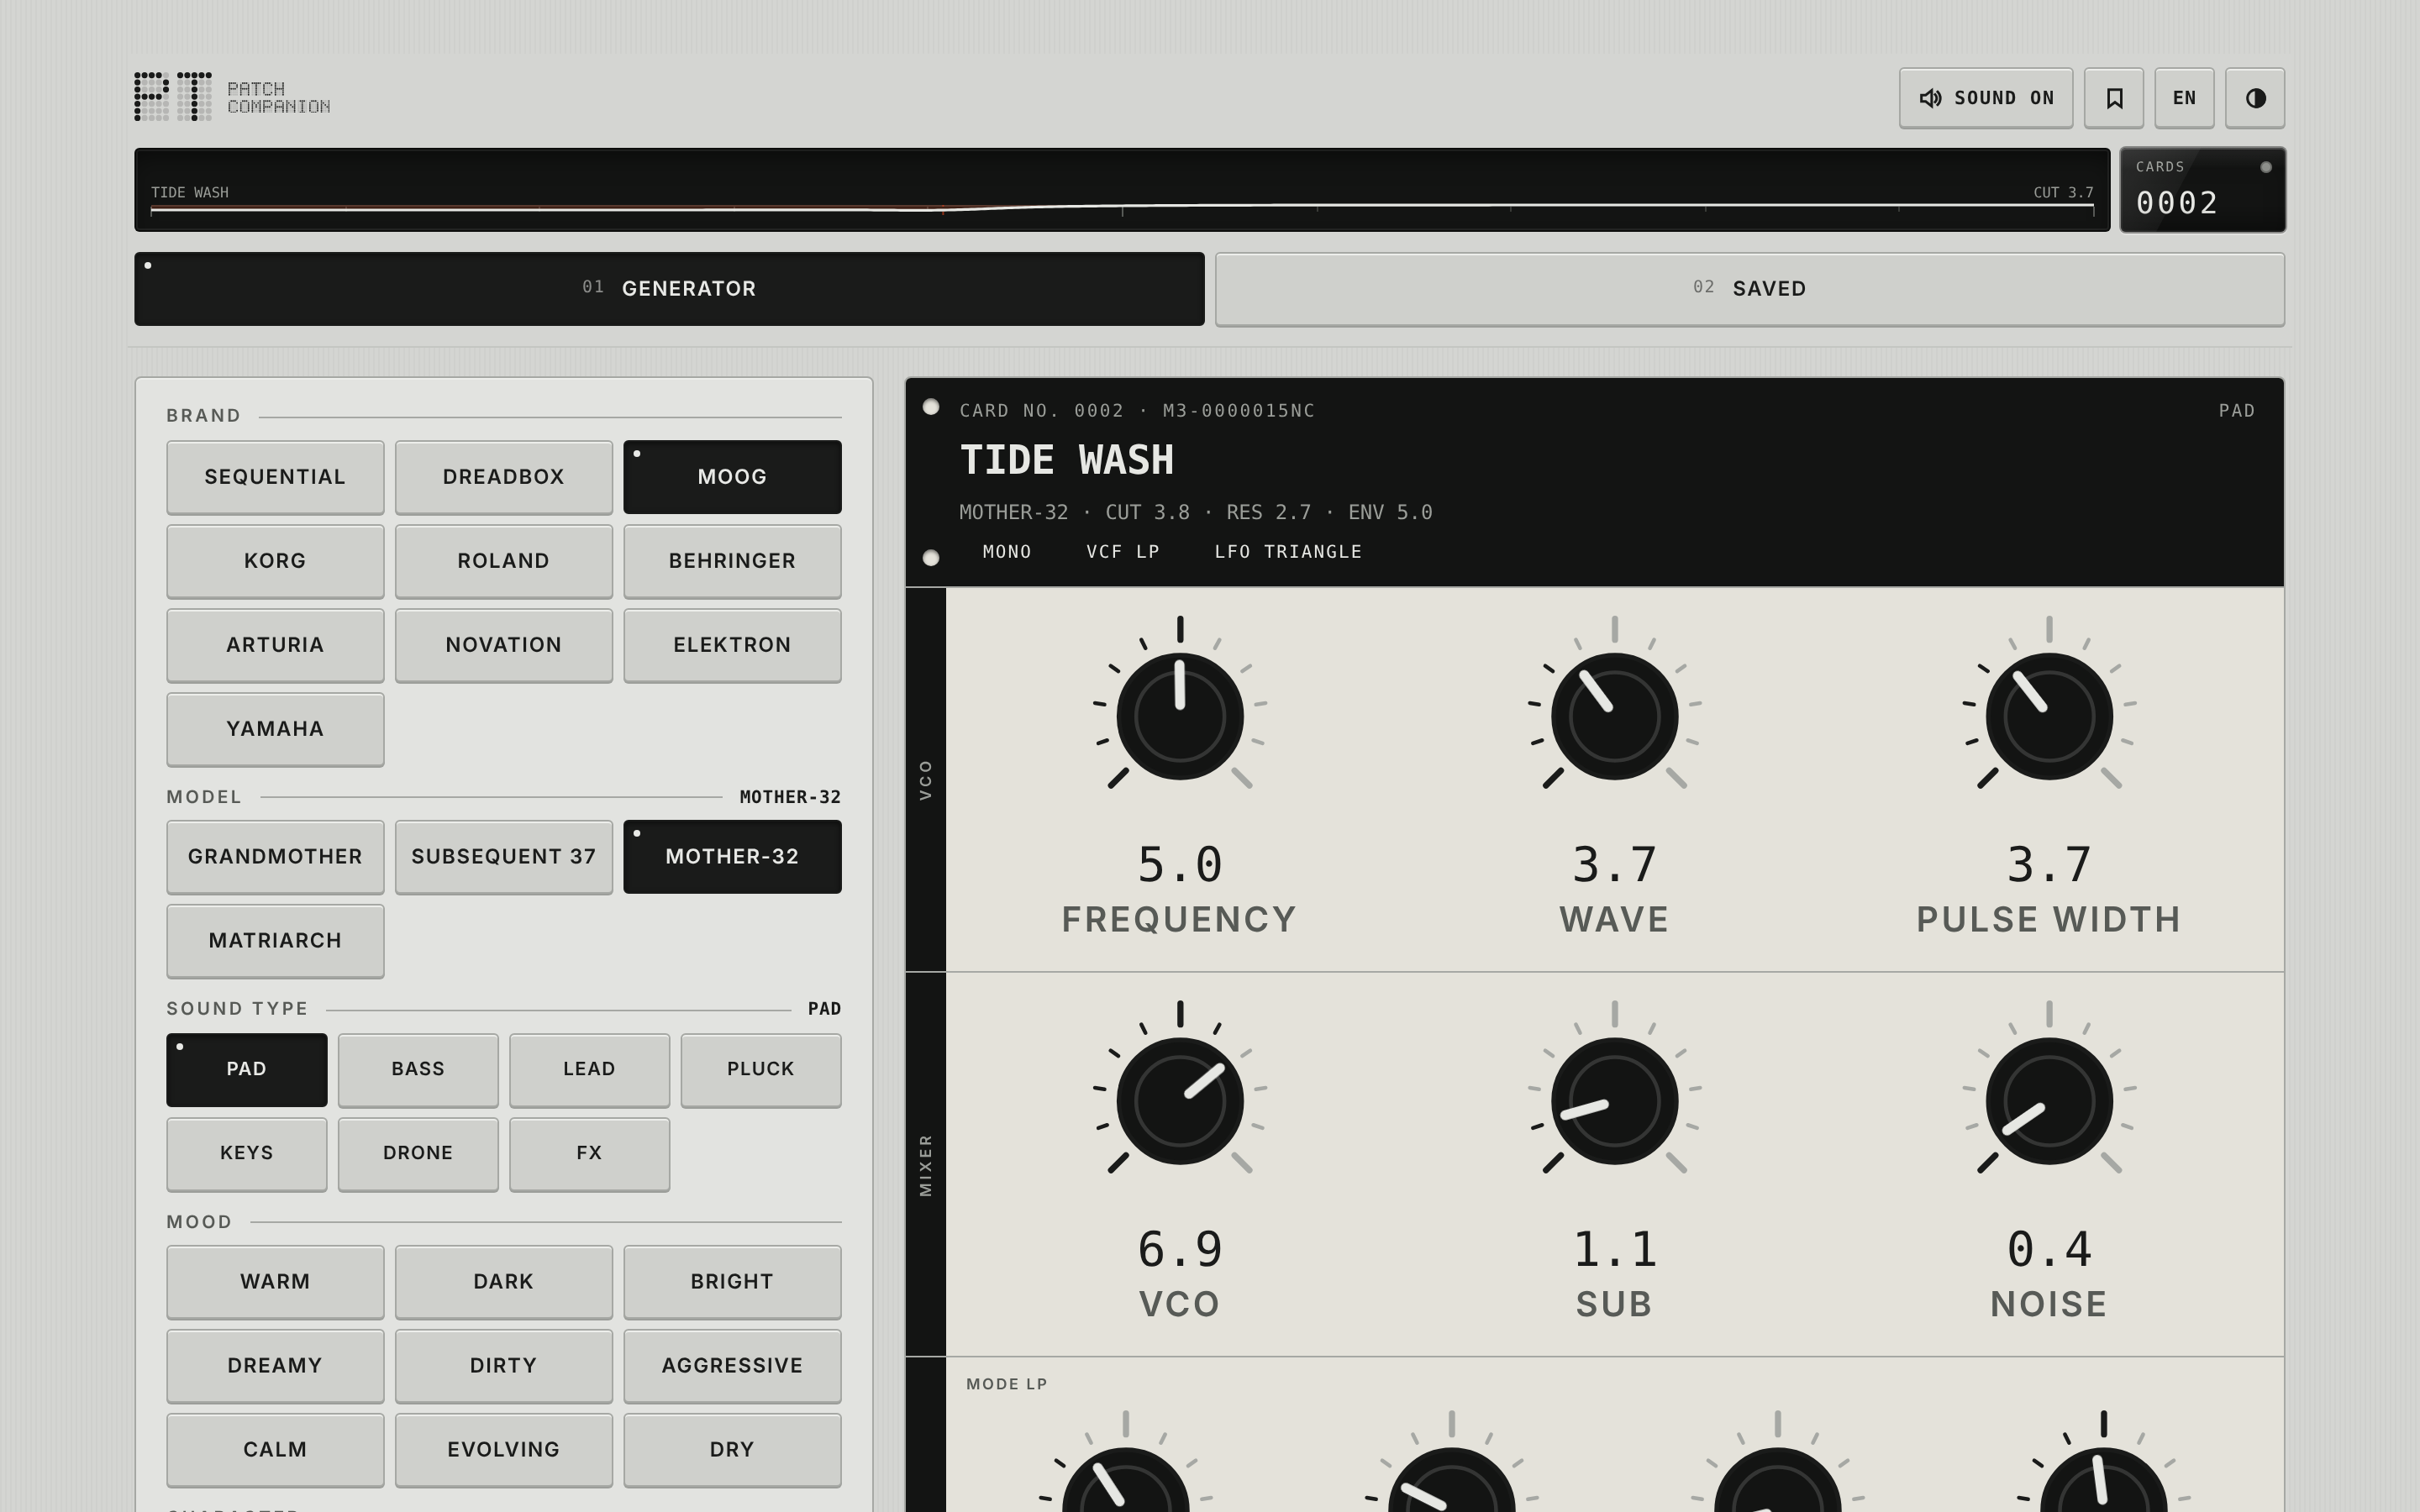 PT
PATCH
COMPANION
SOUND ON
EN
TIDE WASH
CUT 3.7
CARDS
0002
01 GENERATOR
02 SAVED
BRAND
SEQUENTIAL
DREADBOX
MOOG
KORG
ROLAND
BEHRINGER
ARTURIA
NOVATION
ELEKTRON
YAMAHA
MODEL
MOTHER-32
GRANDMOTHER
SUBSEQUENT 37
MOTHER-32
MATRIARCH
SOUND TYPE
PAD
PAD
BASS
LEAD
PLUCK
KEYS
DRONE
FX
MOOD
WARM
DARK
BRIGHT
DREAMY
DIRTY
AGGRESSIVE
CALM
EVOLVING
DRY
CARD NO. 0002 · M3-0000015NC
PAD
TIDE WASH
MOTHER-32 · CUT 3.8 · RES 2.7 · ENV 5.0
MONO
VCF LP
LFO TRIANGLE
VCO
5.0
FREQUENCY
3.7
WAVE
3.7
PULSE WIDTH
MIXER
6.9
VCO
1.1
SUB
0.4
NOISE
MODE LP